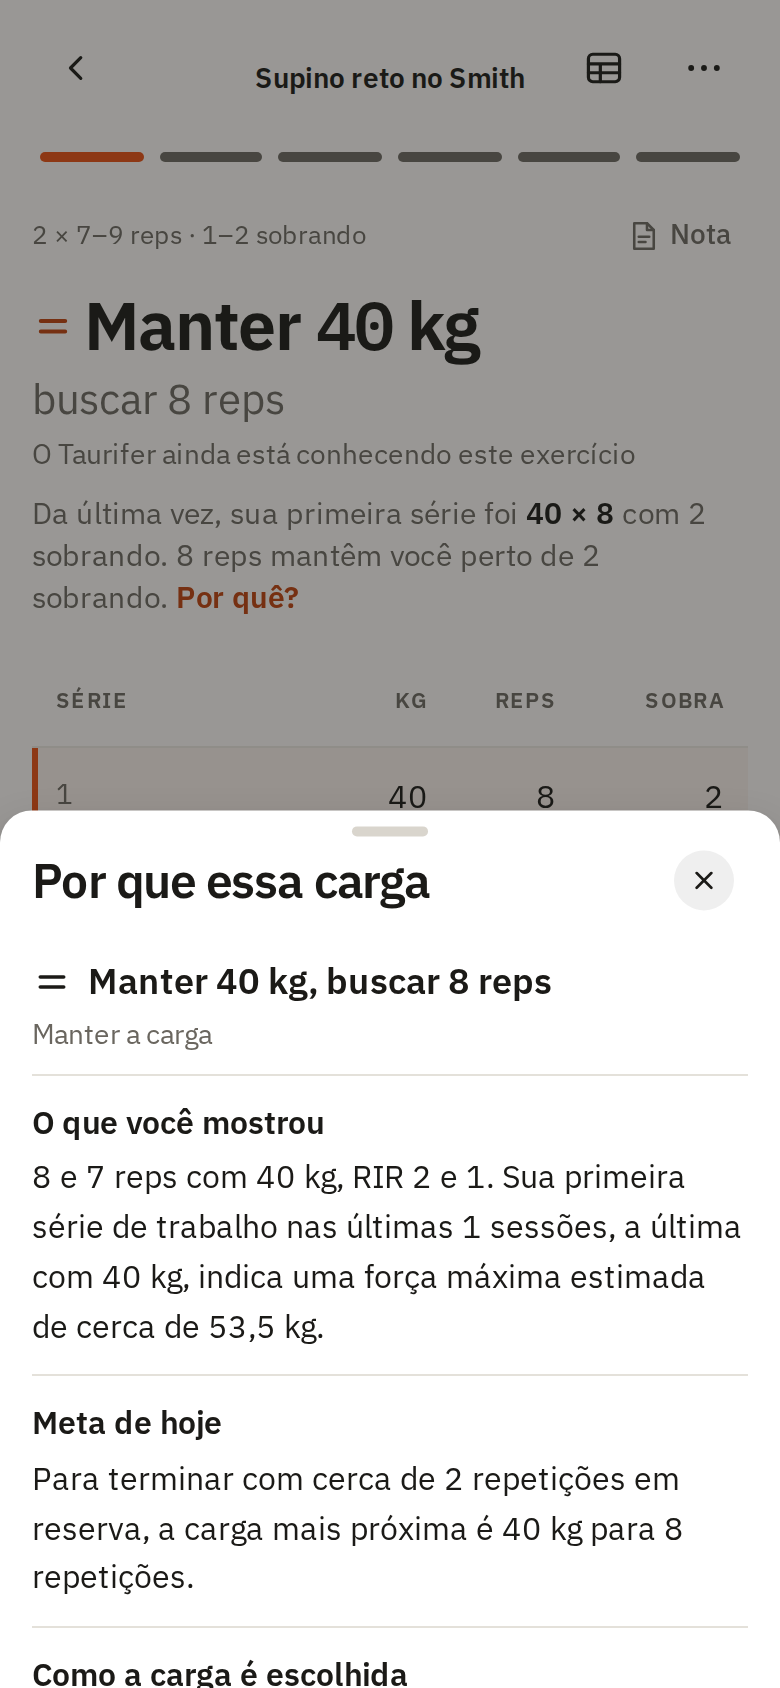 Supino reto no Smith
2 × 7–9 reps · 1–2 sobrando
Nota
= Manter 40 kg
buscar 8 reps
O Taurifer ainda está conhecendo este exercício
Da última vez, sua primeira série foi 40 × 8 com 2
sobrando. 8 reps mantêm você perto de 2
sobrando. Por quê?
SÉRIE KG REPS SOBRA
1 40 8 2
Por que essa carga
= Manter 40 kg, buscar 8 reps
Manter a carga
O que você mostrou
8 e 7 reps com 40 kg, RIR 2 e 1. Sua primeira
série de trabalho nas últimas 1 sessões, a última
com 40 kg, indica uma força máxima estimada
de cerca de 53,5 kg.
Meta de hoje
Para terminar com cerca de 2 repetições em
reserva, a carga mais próxima é 40 kg para 8
repetições.
Como a carga é escolhida